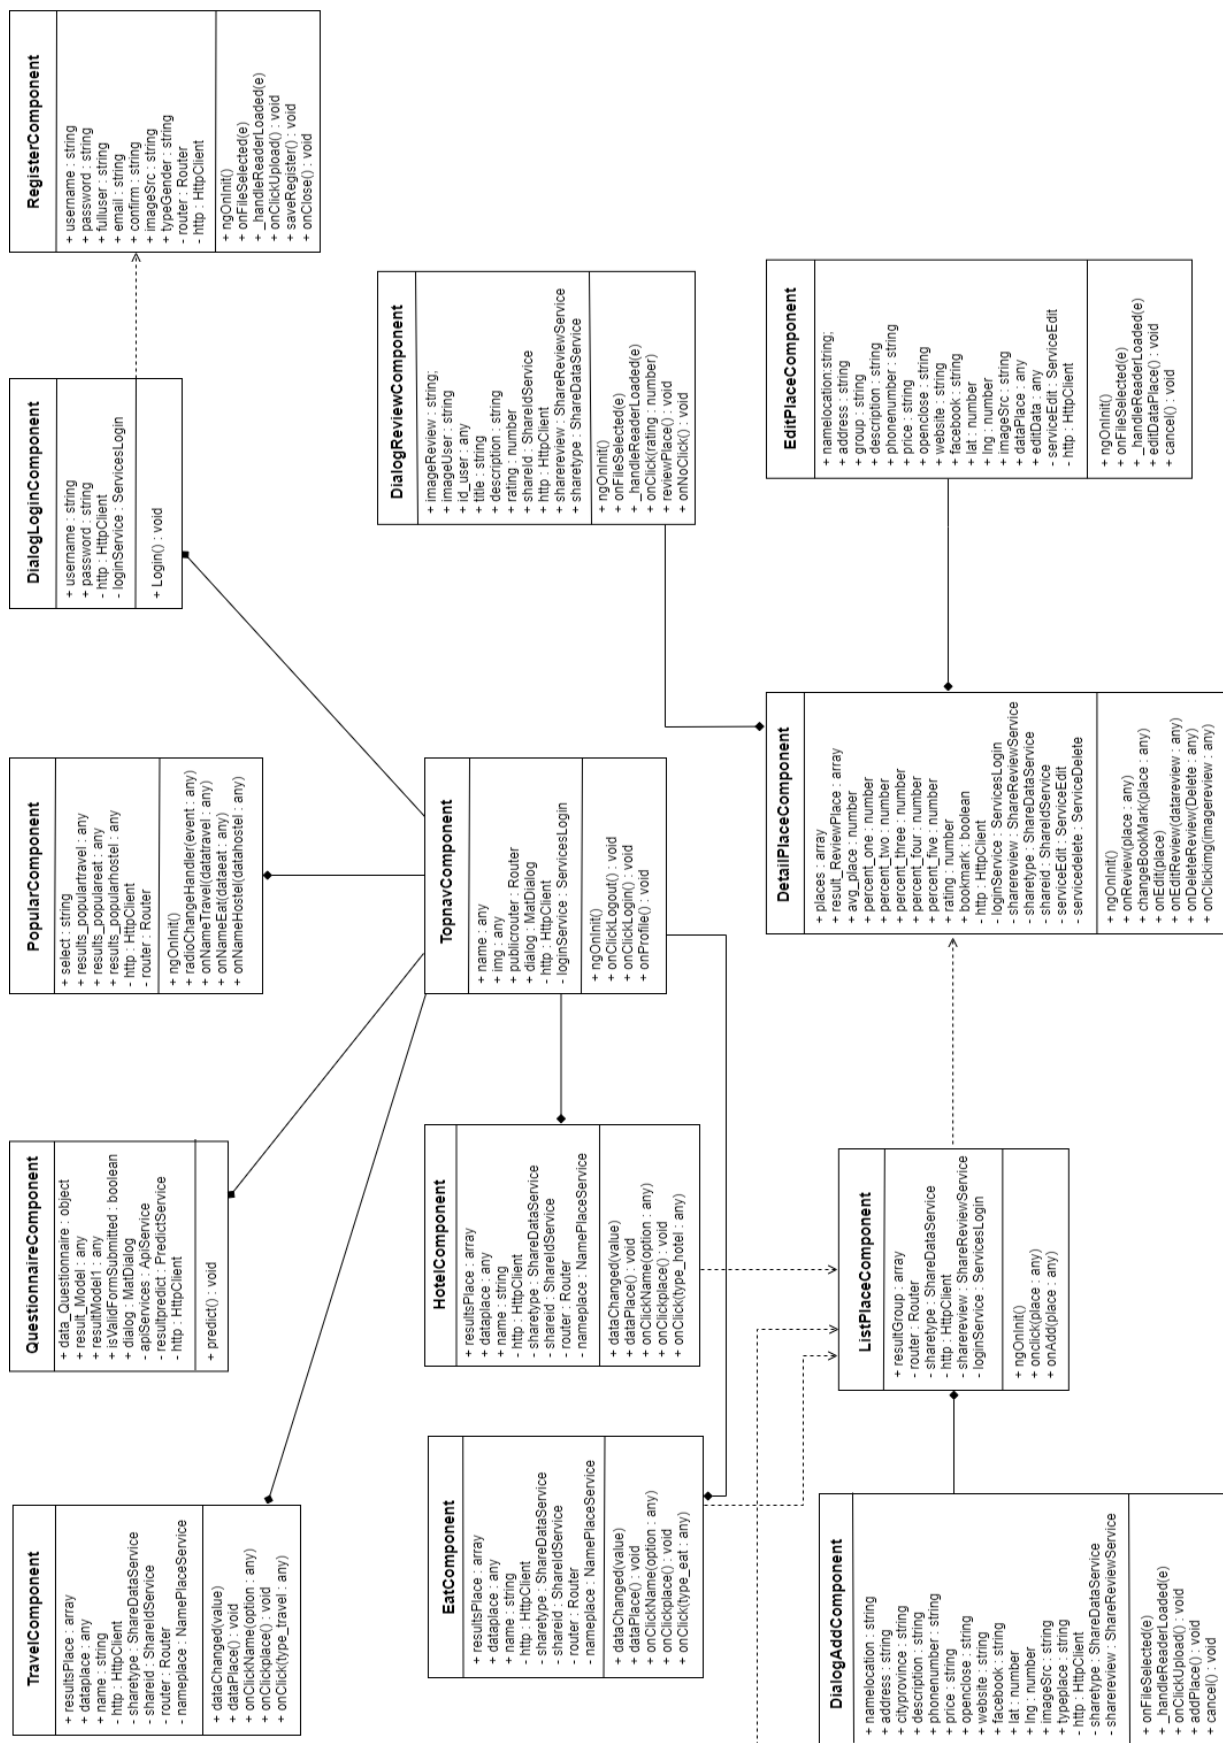 RegisterComponent
+ username : string
+ password : string
+ fulluser : string
+ email : string
+ confirm : string
+ imageSrc : string
+ typeGender : string
- router : Router
- http : HttpClient
+ ngOnInit()
+ onFileSelected(e)
+ _handleReaderLoaded(e)
+ onClickUpload() : void
+ saveRegister() : void
+ onClose() : void
DialogLoginComponent
+ username : string
+ password : string
- http : HttpClient
- loginService : ServicesLogin
+ Login() : void
PopularComponent
+ select : string
+ results_populartravel : any
+ results_populareat : any
+ results_popularhostel : any
- http : HttpClient
- router : Router
+ ngOnInit()
+ radioChangeHandler(event : any)
+ onNameTravel(datatravel : any)
+ onNameEat(dataeat : any)
+ onNameHostel(datahostel : any)
QuestionnaireComponent
+ data_Questionnaire : object
+ result_Model : any
+ resultModel1 : any
+ isValidFormSubmitted : boolean
+ dialog : MatDialog
- apiServices : ApiService
- resultpredict : PredictService
- http : HttpClient
+ predict() : void
TravelComponent
+ resultsPlace : array
+ dataplace : any
+ name : string
- http : HttpClient
- sharetype : ShareDataService
- shareid : ShareIdService
- router : Router
- nameplace : NamePlaceService
+ dataChanged(value)
+ dataPlace() : void
+ onClickName(option : any)
+ onClickplace() : void
+ onClick(type_travel : any)
DialogReviewComponent
+ imageReview : string;
+ imageUser : string
+ id_user : any
+ title : string
+ description : string
+ rating : number
+ shareId : ShareIdService
+ http : HttpClient
+ sharereview : ShareReviewService
+ sharetype : ShareDataService
+ ngOnInit()
+ onFileSelected(e)
+ _handleReaderLoaded(e)
+ onClick(rating : number)
+ reviewPlace() : void
+ onNoClick() : void
TopnavComponent
+ name : any
+ img : any
+ publicrouter : Router
+ dialog : MatDialog
- http : HttpClient
- loginService : ServicesLogin
+ ngOnInit()
+ onClickLogout() : void
+ onClickLogin() : void
+ onProfile() : void
HotelComponent
+ resultsPlace : array
+ dataplace : any
+ name : string
- http : HttpClient
- sharetype : ShareDataService
- shareid : ShareIdService
- router : Router
- nameplace : NamePlaceService
+ dataChanged(value)
+ dataPlace() : void
+ onClickName(option : any)
+ onClickplace() : void
+ onClick(type_hotel : any)
EatComponent
+ resultsPlace : array
+ dataplace : any
+ name : string
- http : HttpClient
- sharetype : ShareDataService
- shareid : ShareIdService
- router : Router
- nameplace : NamePlaceService
+ dataChanged(value)
+ dataPlace() : void
+ onClickName(option : any)
+ onClickplace() : void
+ onClick(type_eat : any)
EditPlaceComponent
+ namelocation:string;
+ address : string
+ group : string
+ description : string
+ phonenumber : string
+ price : string
+ openclose : string
+ website : string
+ facebook : string
+ lat : number
+ lng : number
+ imageSrc : string
+ dataPlace : any
+ editData : any
- serviceEdit : ServiceEdit
- http : HttpClient
+ ngOnInit()
+ onFileSelected(e)
+ _handleReaderLoaded(e)
+ editDataPlace() : void
+ cancel() : void
DetailPlaceComponent
+ places : array
+ result_ReviewPlace : array
+ avg_place : number
+ percent_one : number
+ percent_two : number
+ percent_three : number
+ percent_four : number
+ percent_five : number
+ rating : number
+ bookmark : boolean
- http : HttpClient
- loginService : ServicesLogin
- sharereview : ShareReviewService
- sharetype : ShareDataService
- shareid : ShareIdService
- serviceEdit : ServiceEdit
- servicedelete : ServiceDelete
+ ngOnInit()
+ onReview(place : any)
+ changeBookMark(place : any)
+ onEdit(place)
+ onEditReview(datareview : any)
+ onDeleteReview(Delete : any)
+ onClickimg(imagereview : any)
ListPlaceComponent
+ resultGroup : array
- router : Router
- sharetype : ShareDataService
- http : HttpClient
- sharereview : ShareReviewService
- loginService : ServicesLogin
+ ngOnInit()
+ onclick(place : any)
+ onAdd(place : any)
DialogAddComponent
+ namelocation : string
+ address : string
+ cityprovince : string
+ description : string
+ phonenumber : string
+ price : string
+ openclose : string
+ website : string
+ facebook : string
+ lat : number
+ lng : number
+ imageSrc : string
+ typeplace : string
- http : HttpClient
- sharetype : ShareDataService
- sharereview : ShareReviewService
+ onFileSelected(e)
+ _handleReaderLoaded(e)
+ onClickUpload() : void
+ addPlace() : void
+ cancel() : void